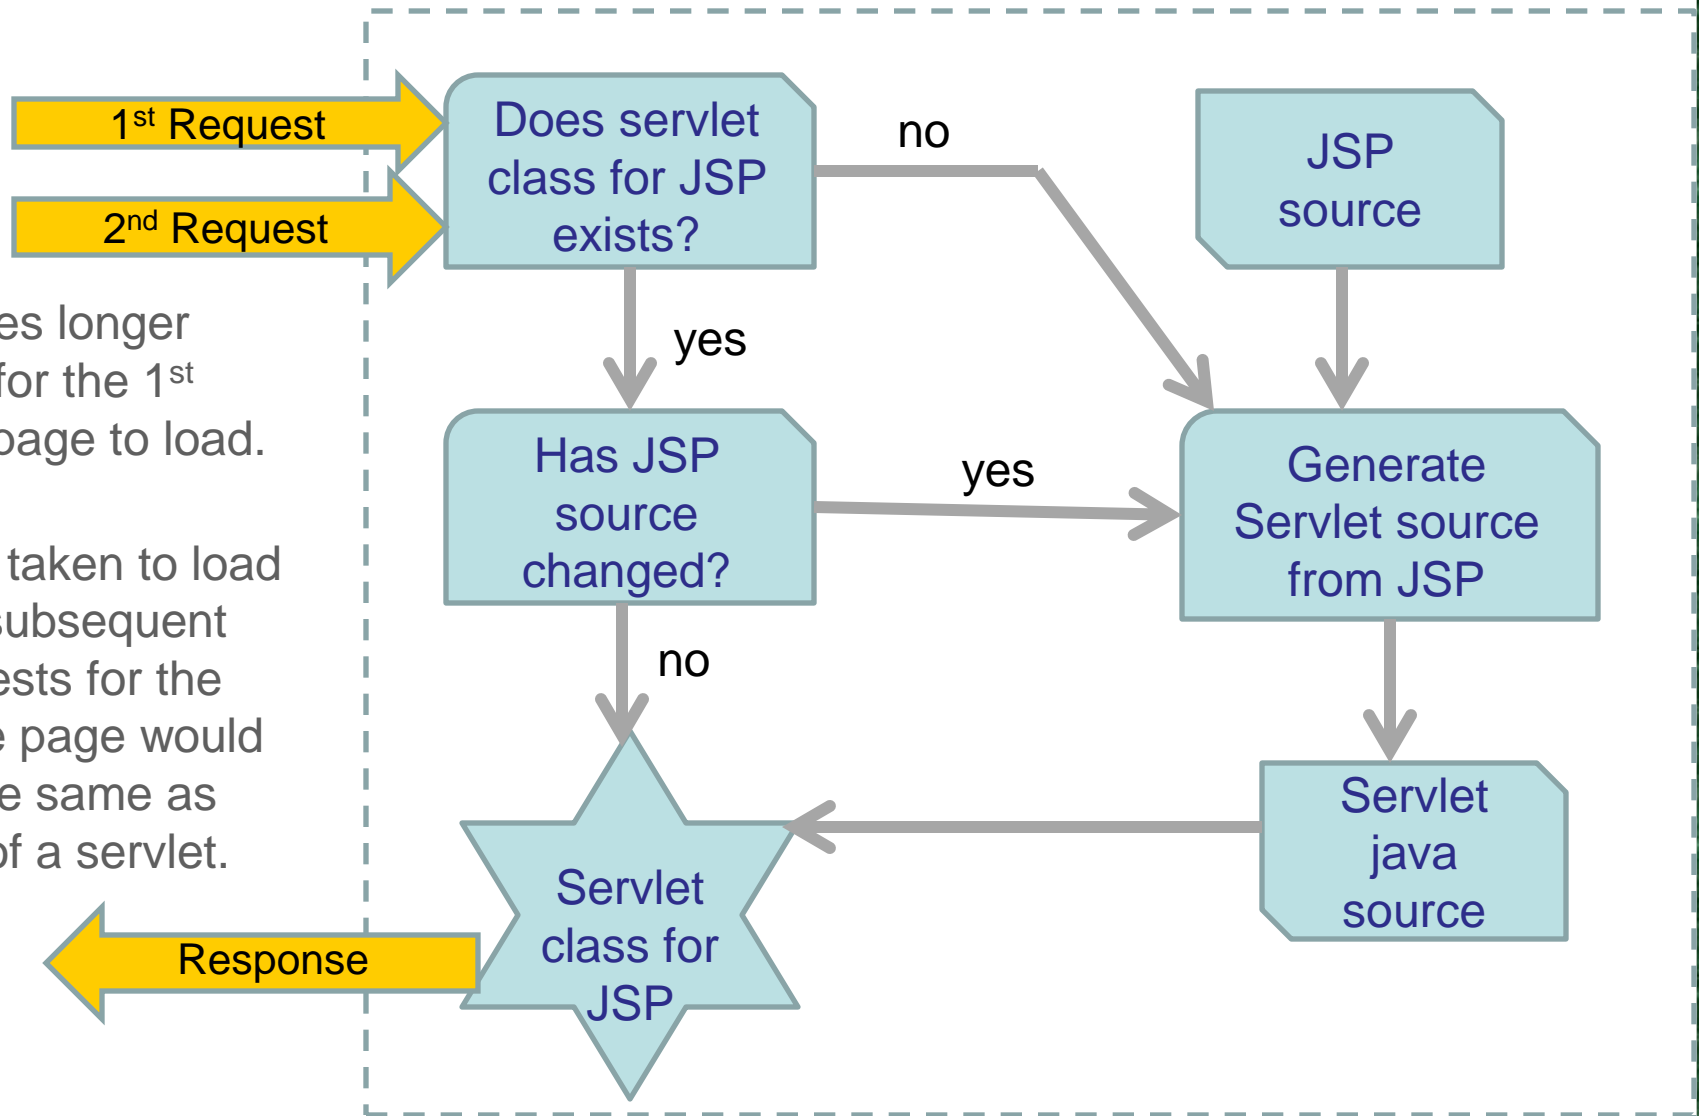 1st Request
2nd Request
Does servlet
class for JSP
exists?
no
JSP
source
yes
longer
for the 1st
page to load.
Has JSP
source
changed?
yes
Generate
Servlet source
from JSP
taken to load
subsequent
for the
page would
same as
of a servlet.
no
Servlet
java
source
Servlet
class for
JSP
Response